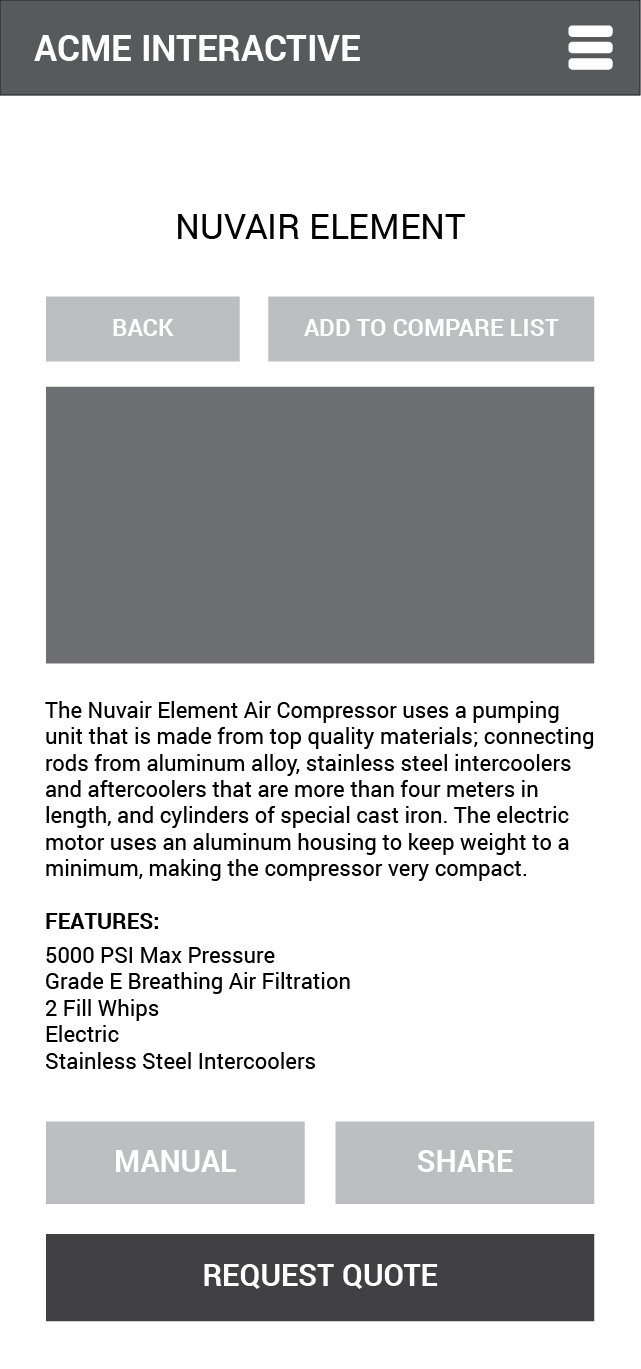 ACME INTERACTIVE
NUVAIR ELEMENT
BACK
ADD TO COMPARE LIST
The Nuvair Element Air Compressor uses a pumping
unit that is made from top quality materials; connecting
rods from aluminum alloy, stainless steel intercoolers
and aftercoolers that are more than four meters in
length, and cylinders of special cast iron. The electric
motor uses an aluminum housing to keep weight to a
minimum, making the compressor very compact.
FEATURES:
5000 PSI Max Pressure
Grade E Breathing Air Filtration
2 Fill Whips
Electric
Stainless Steel Intercoolers
MANUAL
SHARE
REQUEST QUOTE